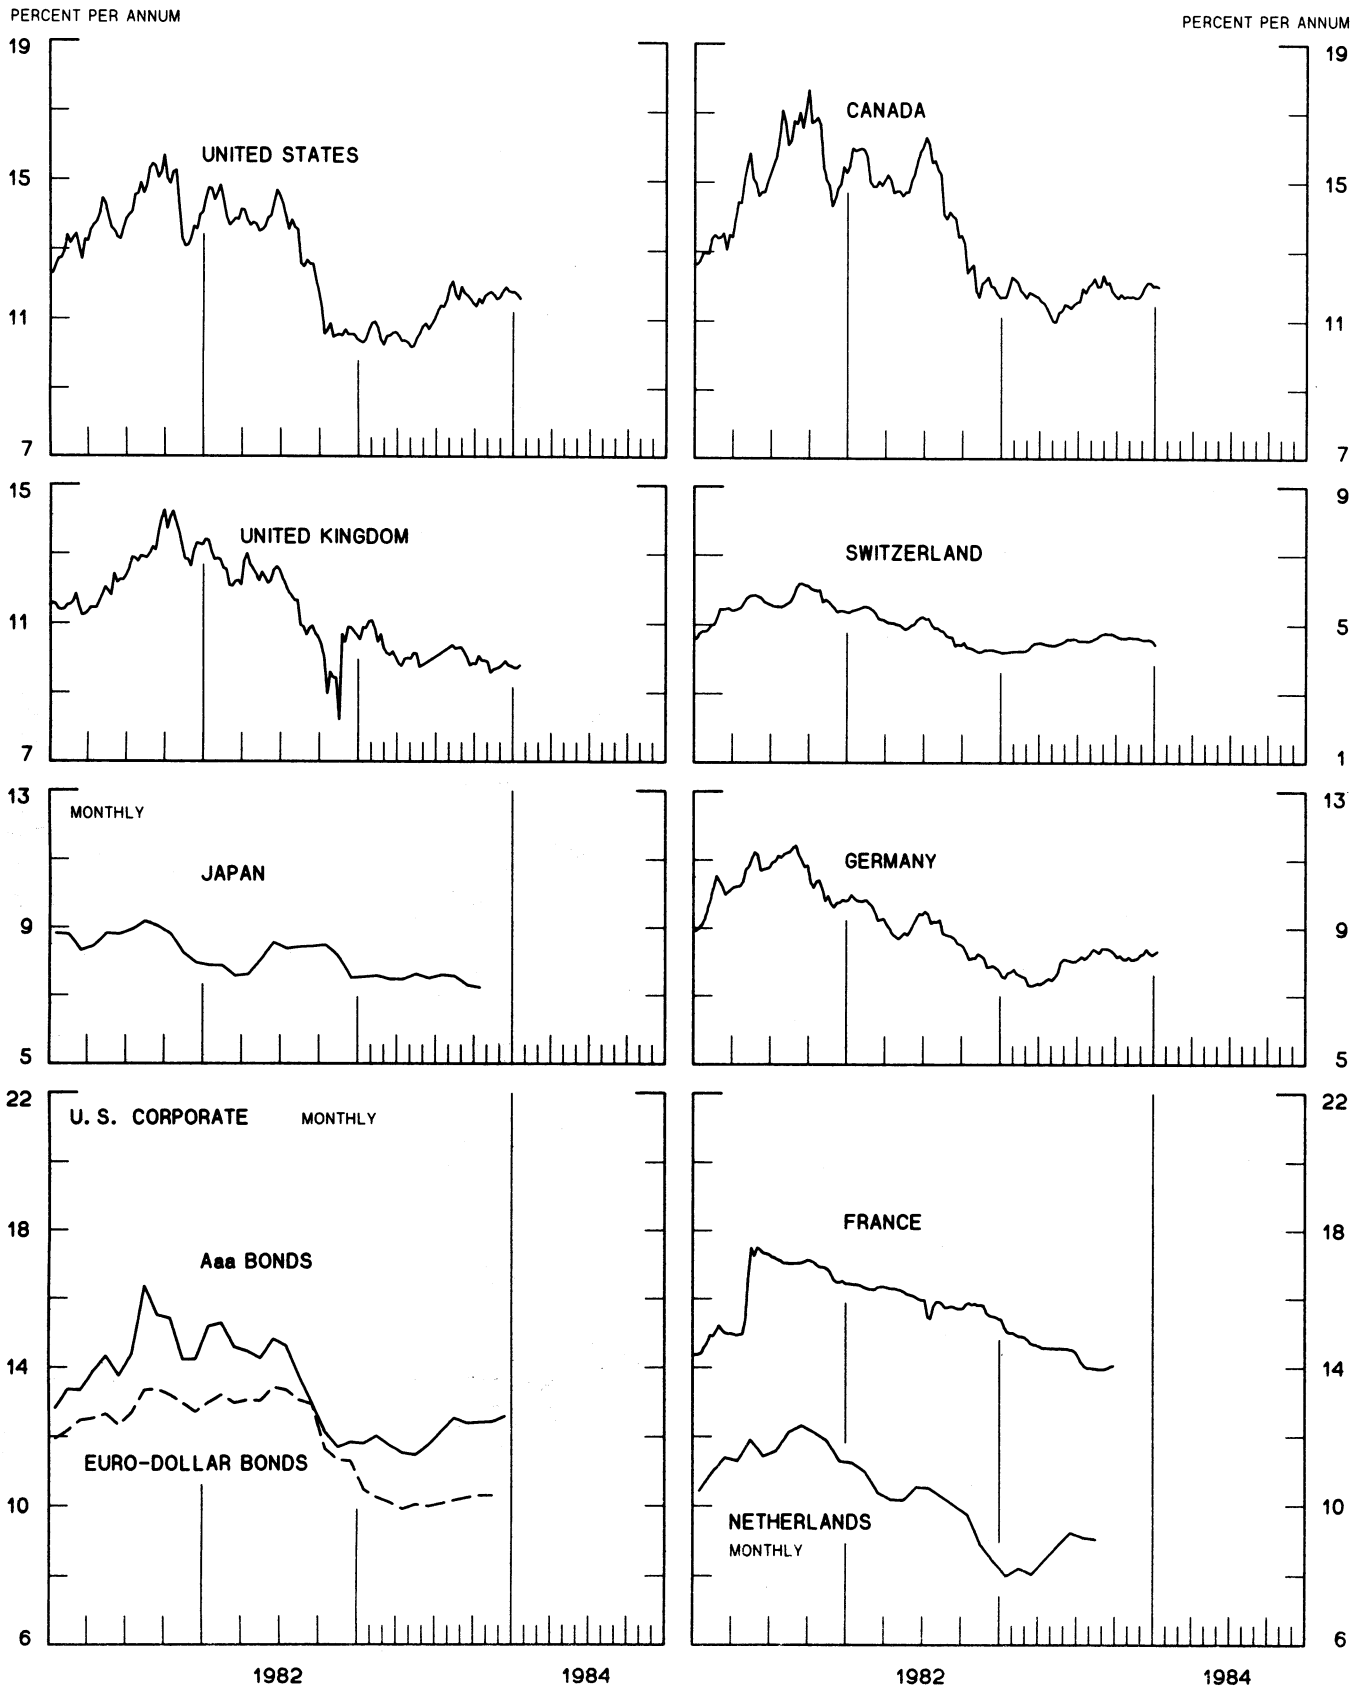 PERCENT PER ANNUM
PERCENT PER ANNUM
19
15
11
7
UNITED STATES
CANADA
19
15
11
7
15
11
7
UNITED KINGDOM
SWITZERLAND
9
5
1
13
9
5
MONTHLY
JAPAN
GERMANY
13
9
5
22
18
14
10
6
U.S. CORPORATE MONTHLY
Aaa BONDS
EURO-DOLLAR BONDS
1982 1984
FRANCE
NETHERLANDS
MONTHLY
22
18
14
10
6
1982 1984